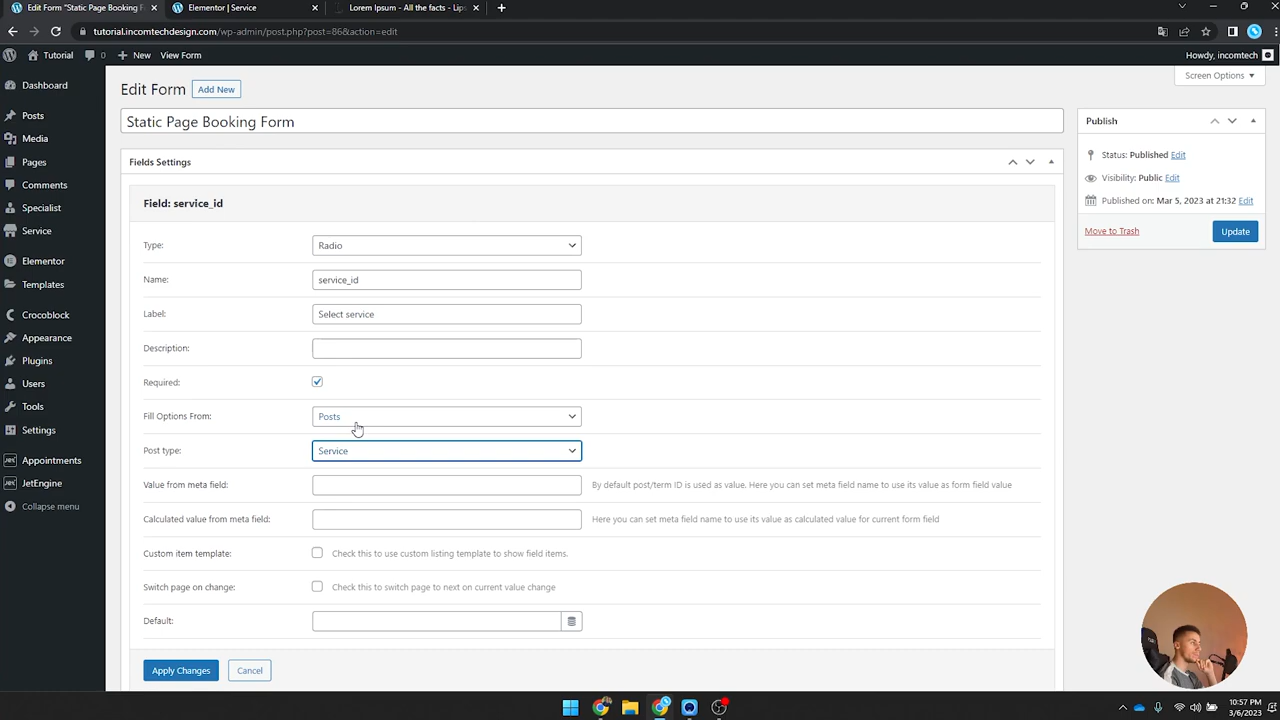 Edit Form "Static Page Booking F
Elementor | Service
Lorem Ipsum - All the facts - Lips
tutorial.incomtechdesign.com/wp-admin/post.php?post=86&action=edit
Tutorial
0
New
View Form
Howdy, incomtech
Screen Options
Edit Form
Add New
Static Page Booking Form
Dashboard
Posts
Media
Pages
Comments
Specialist
Service
Elementor
Templates
Crocoblock
Appearance
Plugins
Users
Tools
Settings
Appointments
JetEngine
Collapse menu
Fields Settings
Field: service_id
Type:
Radio
Name:
service_id
Label:
Select service
Description:
Required:
Fill Options From:
Posts
Post type:
Service
Value from meta field:
By default post/term ID is used as value. Here you can set meta field name to use its value as form field value
Calculated value from meta field:
Here you can set meta field name to use its value as calculated value for current form field
Custom item template:
Check this to use custom listing template to show field items.
Switch page on change:
Check this to switch page to next on current value change
Default:
Apply Changes
Cancel
Publish
Status: Published Edit
Visibility: Public Edit
Published on: Mar 5, 2023 at 21:32 Edit
Move to Trash
Update
10:57 PM
3/6/2023